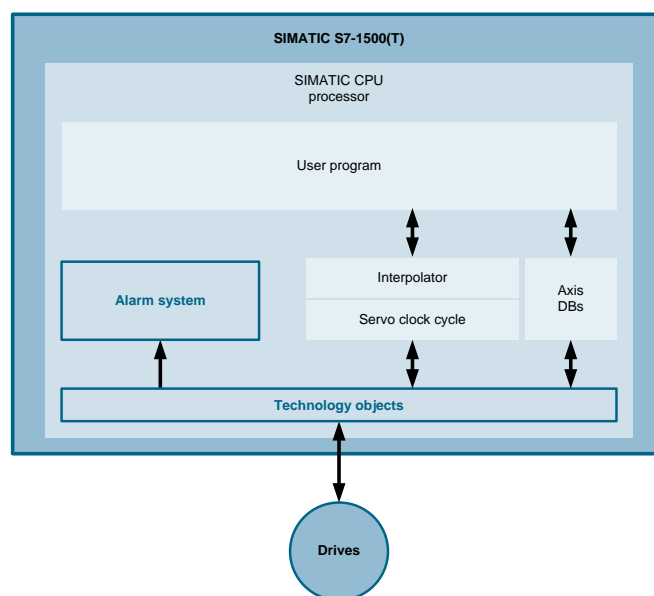 SIMATIC S7-1500(T)
SIMATIC CPU
processor
User program
Alarm system
Interpolator
Servo clock cycle
Axis
DBs
Technology objects
Drives